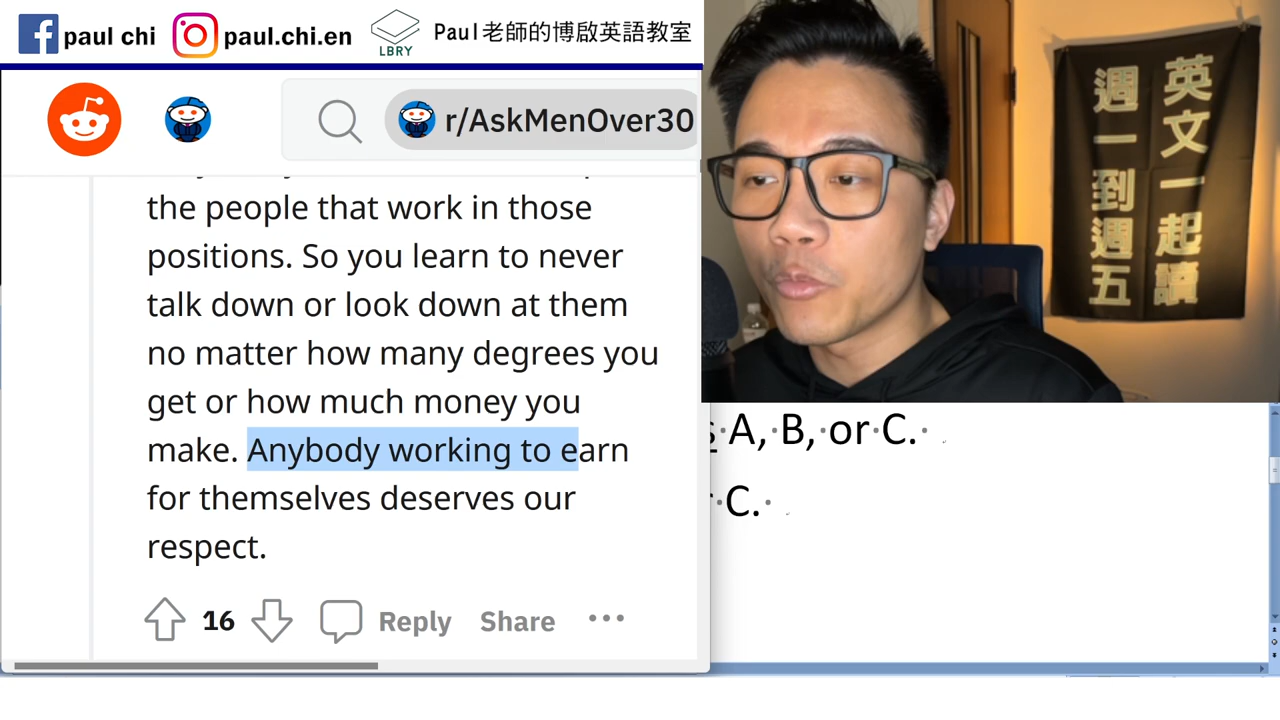 paul chi
paul.chi.en
LBRY
Paul老師的博啟英語教室
r/AskMenOver30
the people that work in those
positions. So you learn to never
talk down or look down at them
no matter how many degrees you
get or how much money you
make. Anybody working to earn
for themselves deserves our
respect.
16
Reply
Share
英文一起讀
週一到週五
A, B, or C.
C.